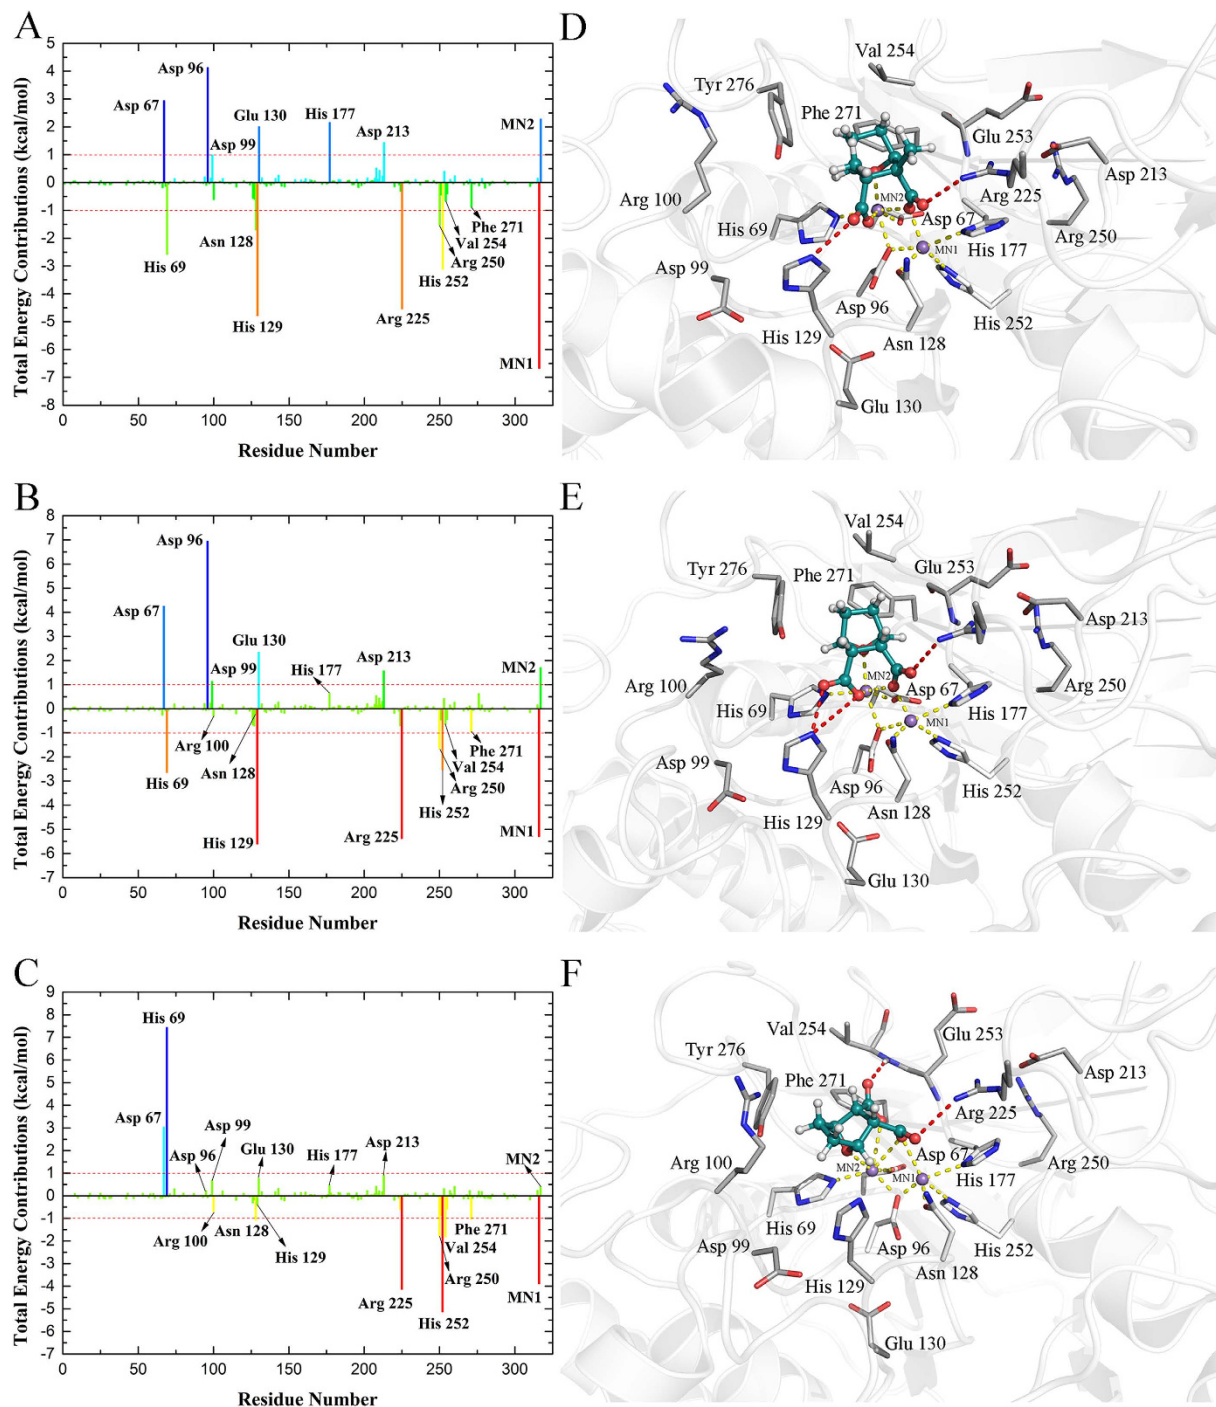 A
Total Energy Contributions (kcal/mol)
5
4
3
2
1
0
-1
-2
-3
-4
-5
-6
-7
-8
Asp 96
Asp 67
Glu 130
His 177
MN2
Asp 99
Asp 213
Phe 271
Asn 128
Val 254
His 69
Arg 250
His 252
His 129
Arg 225
MN1
0 50 100 150 200 250 300
Residue Number
D
Val 254
Tyr 276
Phe 271
Glu 253
Asp 213
Arg 225
Arg 100
MN2
Asp 67
His 69
Arg 250
MN1
His 177
Asp 99
Asp 96
His 252
His 129
Asn 128
Glu 130
B
Total Energy Contributions (kcal/mol)
8
7
6
5
4
3
2
1
0
-1
-2
-3
-4
-5
-6
-7
Asp 96
Asp 67
Glu 130
Asp 99
His 177
Asp 213
MN2
Arg 100
Phe 271
Asn 128
Val 254
His 69
Arg 250
His 252
His 129
Arg 225
MN1
0 50 100 150 200 250 300
Residue Number
E
Val 254
Tyr 276
Phe 271
Glu 253
Asp 213
Arg 100
MN2
Asp 67
Arg 250
His 69
His 177
MN1
Asp 99
Asp 96
His 252
Asn 128
His 129
Glu 130
C
Total Energy Contributions (kcal/mol)
9
8
7
6
5
4
3
2
1
0
-1
-2
-3
-4
-5
-6
-7
His 69
Asp 67
Asp 99
Asp 96
Glu 130
His 177
Asp 213
MN2
Arg 100
Asn 128
Phe 271
His 129
Val 254
Arg 250
Arg 225
MN1
His 252
0 50 100 150 200 250 300
Residue Number
F
Val 254
Glu 253
Tyr 276
Phe 271
Asp 213
Arg 225
Asp 67
Arg 100
MN2
MN1
Arg 250
His 177
His 69
Asp 99
Asp 96
His 252
Asn 128
His 129
Glu 130